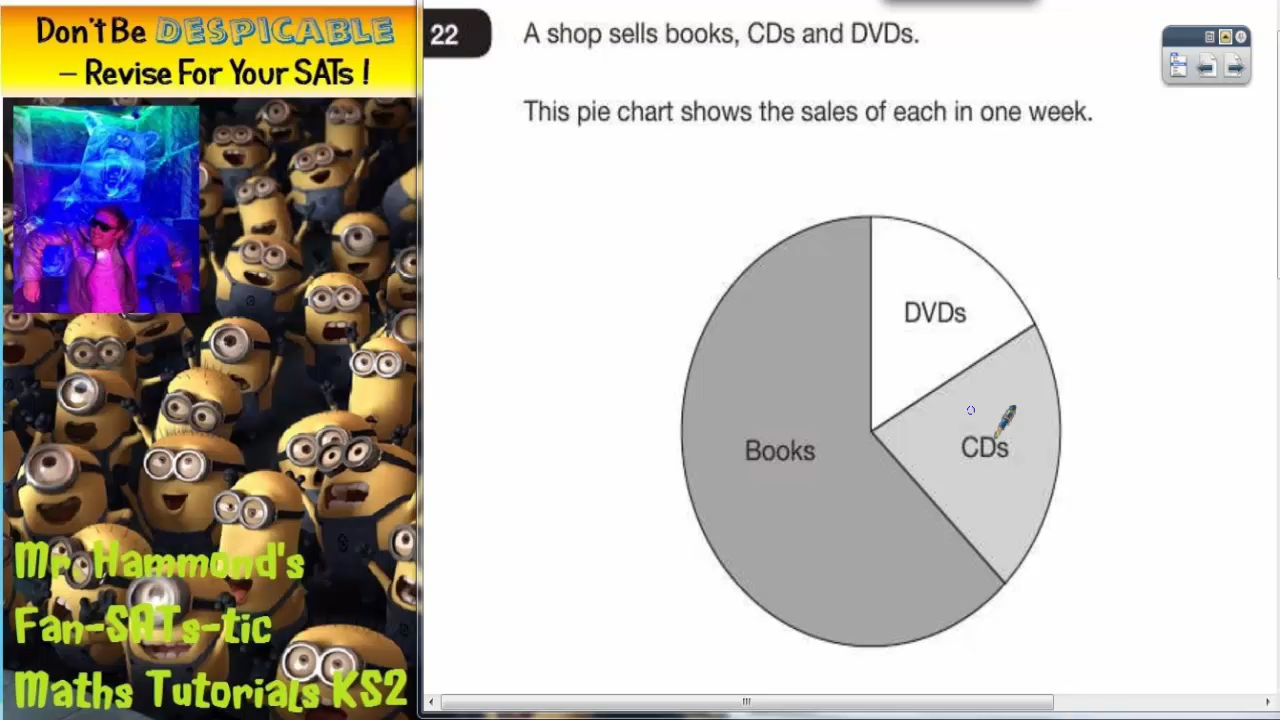 Don't Be DESPICABLE
– Revise For Your SATs !
Mr. Hammond's
Fan-SATs-tic
Maths Tutorials KS2
22
A shop sells books, CDs and DVDs.
This pie chart shows the sales of each in one week.
DVDs
Books
CDs